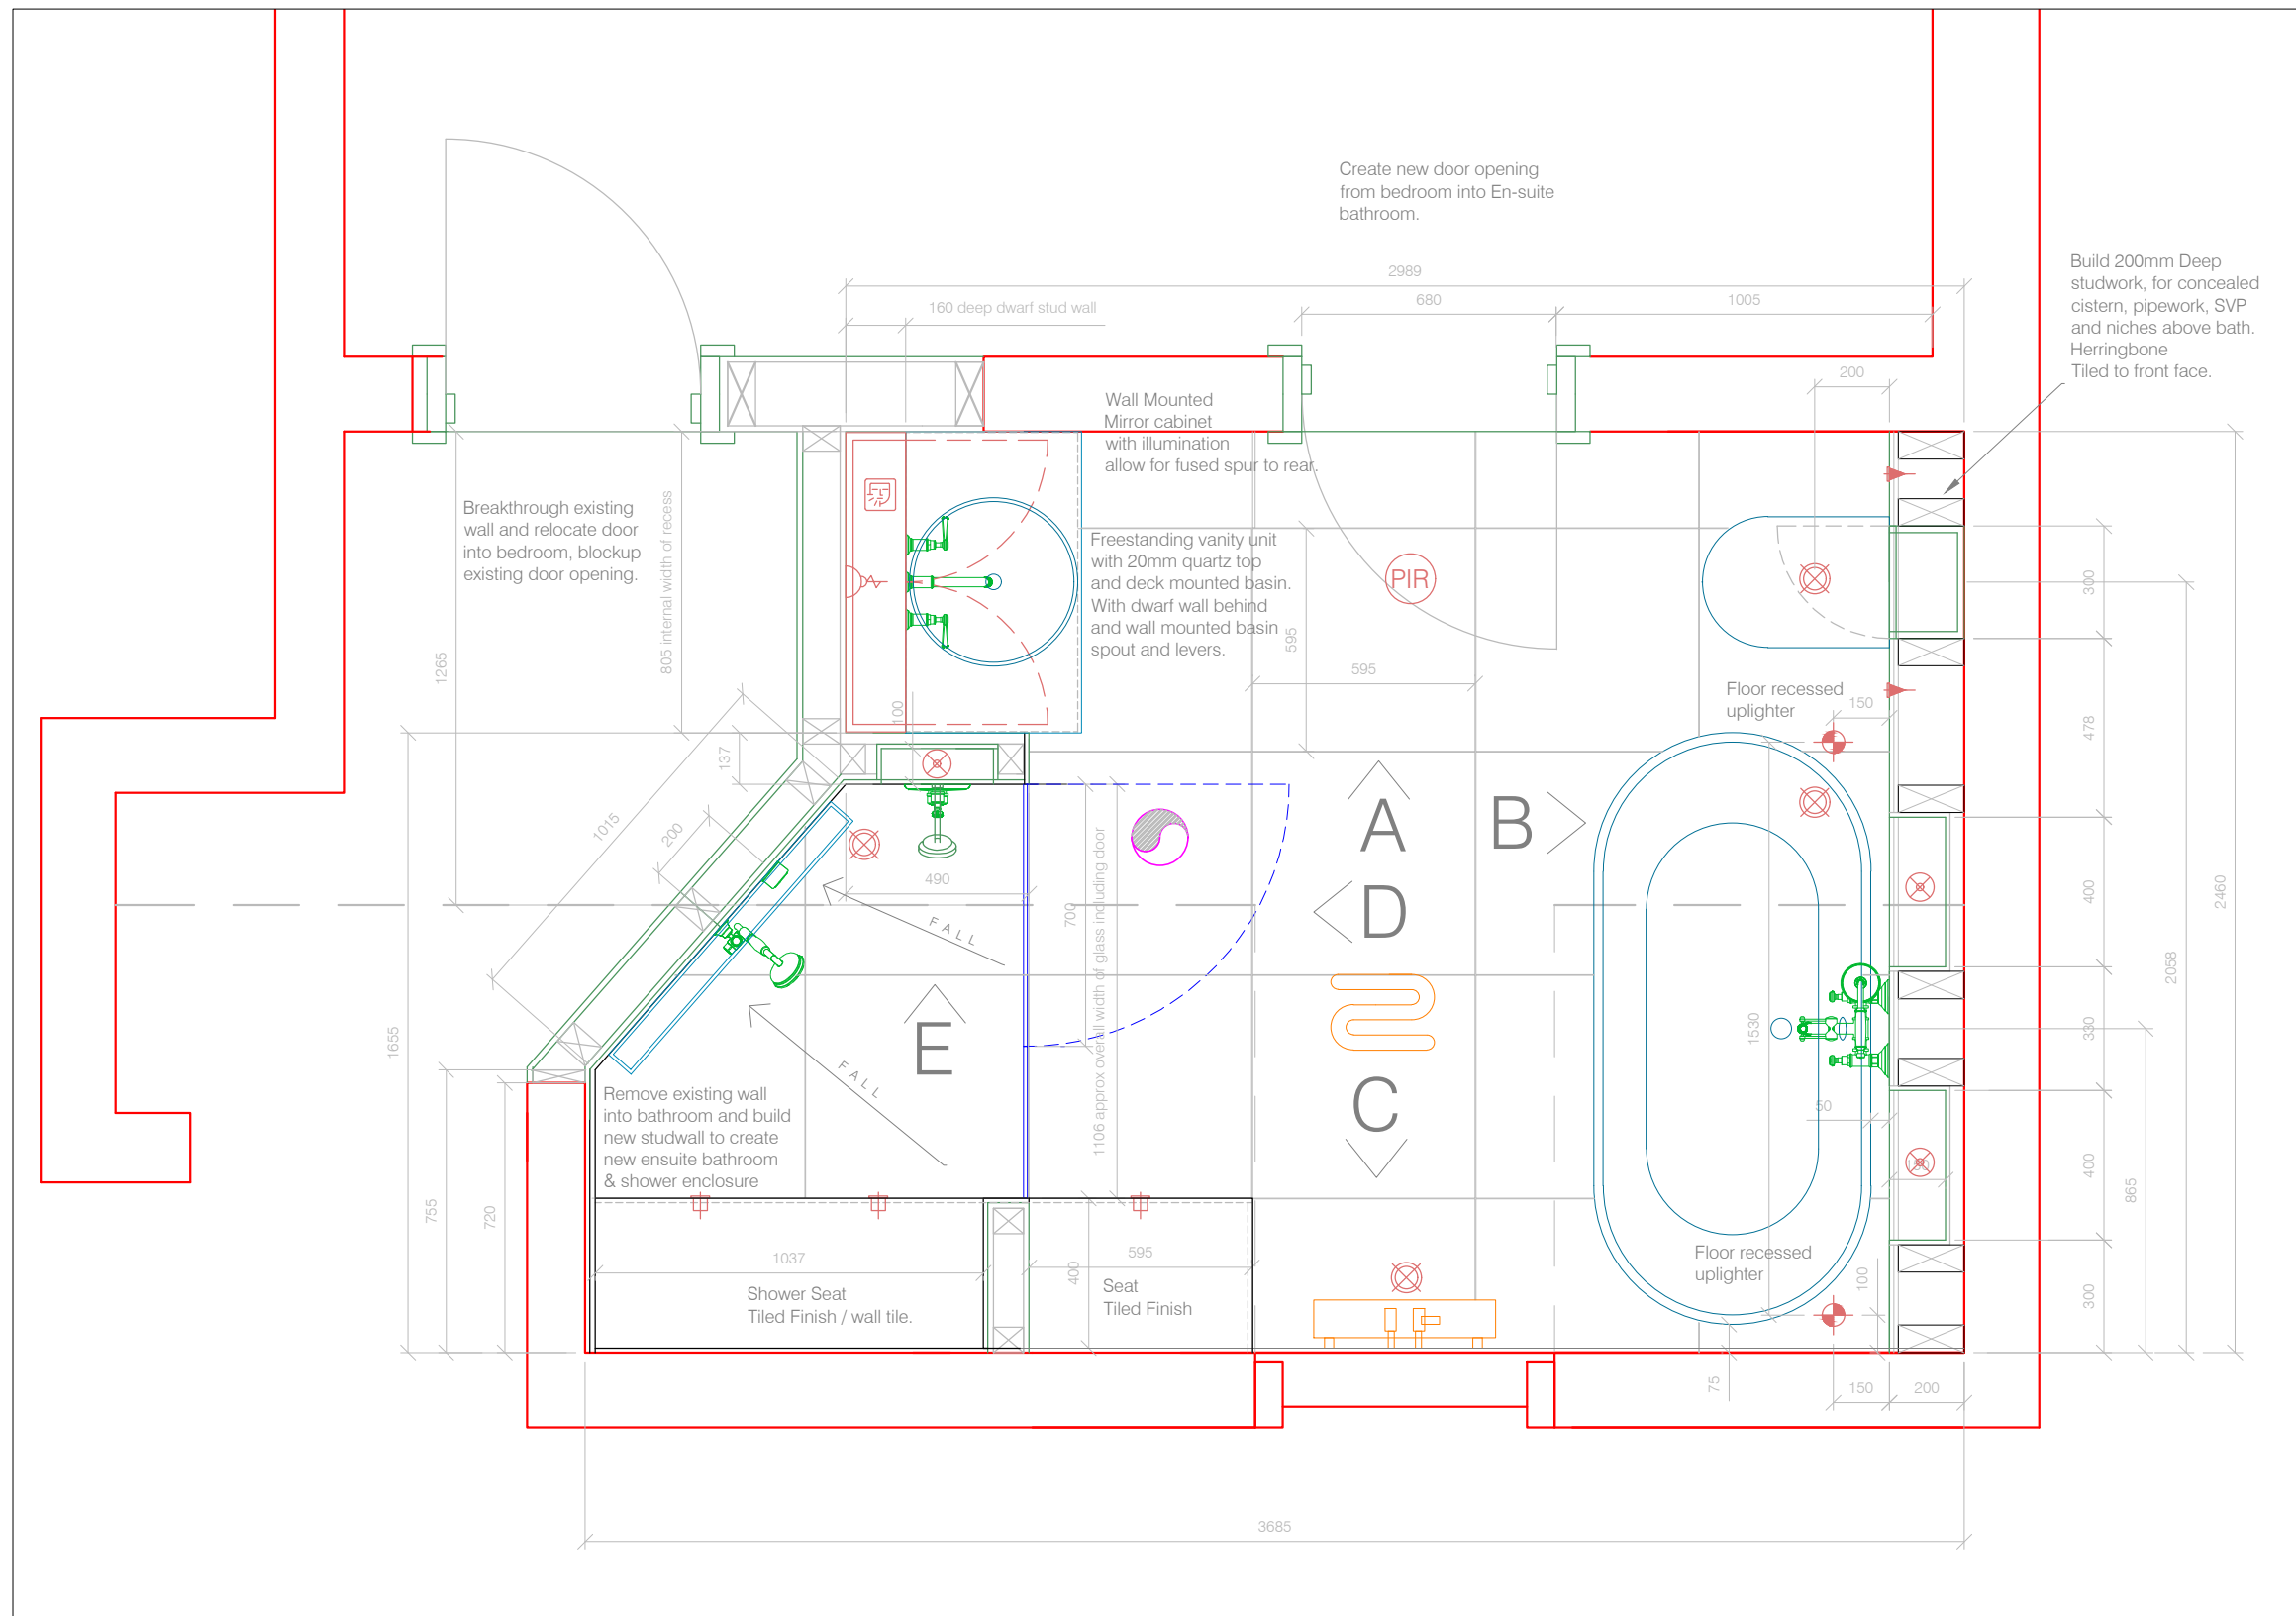 Create new door opening
from bedroom into En-suite
bathroom.
Build 200mm Deep
studwork, for concealed
cistern, pipework, SVP
and niches above bath.
Herringbone
Tiled to front face.
2989
160 deep dwarf stud wall
680
1005
200
Wall Mounted
Mirror cabinet
with illumination
allow for fused spur to rear.
Breakthrough existing
wall and relocate door
into bedroom, blockup
existing door opening.
805 internal width of recess
1265
Freestanding vanity unit
with 20mm quartz top
and deck mounted basin.
With dwarf wall behind
and wall mounted basin
spout and levers.
PIR
595
595
300
Floor recessed
uplighter
150
478
100
137
1015
200
490
700
1106 approx overall width of glass including door
A
B
D
E
C
FALL
FALL
400
2460
2058
330
1530
50
400
865
300
1655
755
720
Remove existing wall
into bathroom and build
new studwall to create
new ensuite bathroom
& shower enclosure
1037
Shower Seat
Tiled Finish / wall tile.
595
400
Seat
Tiled Finish
Floor recessed
uplighter
100
75
150
200
3685